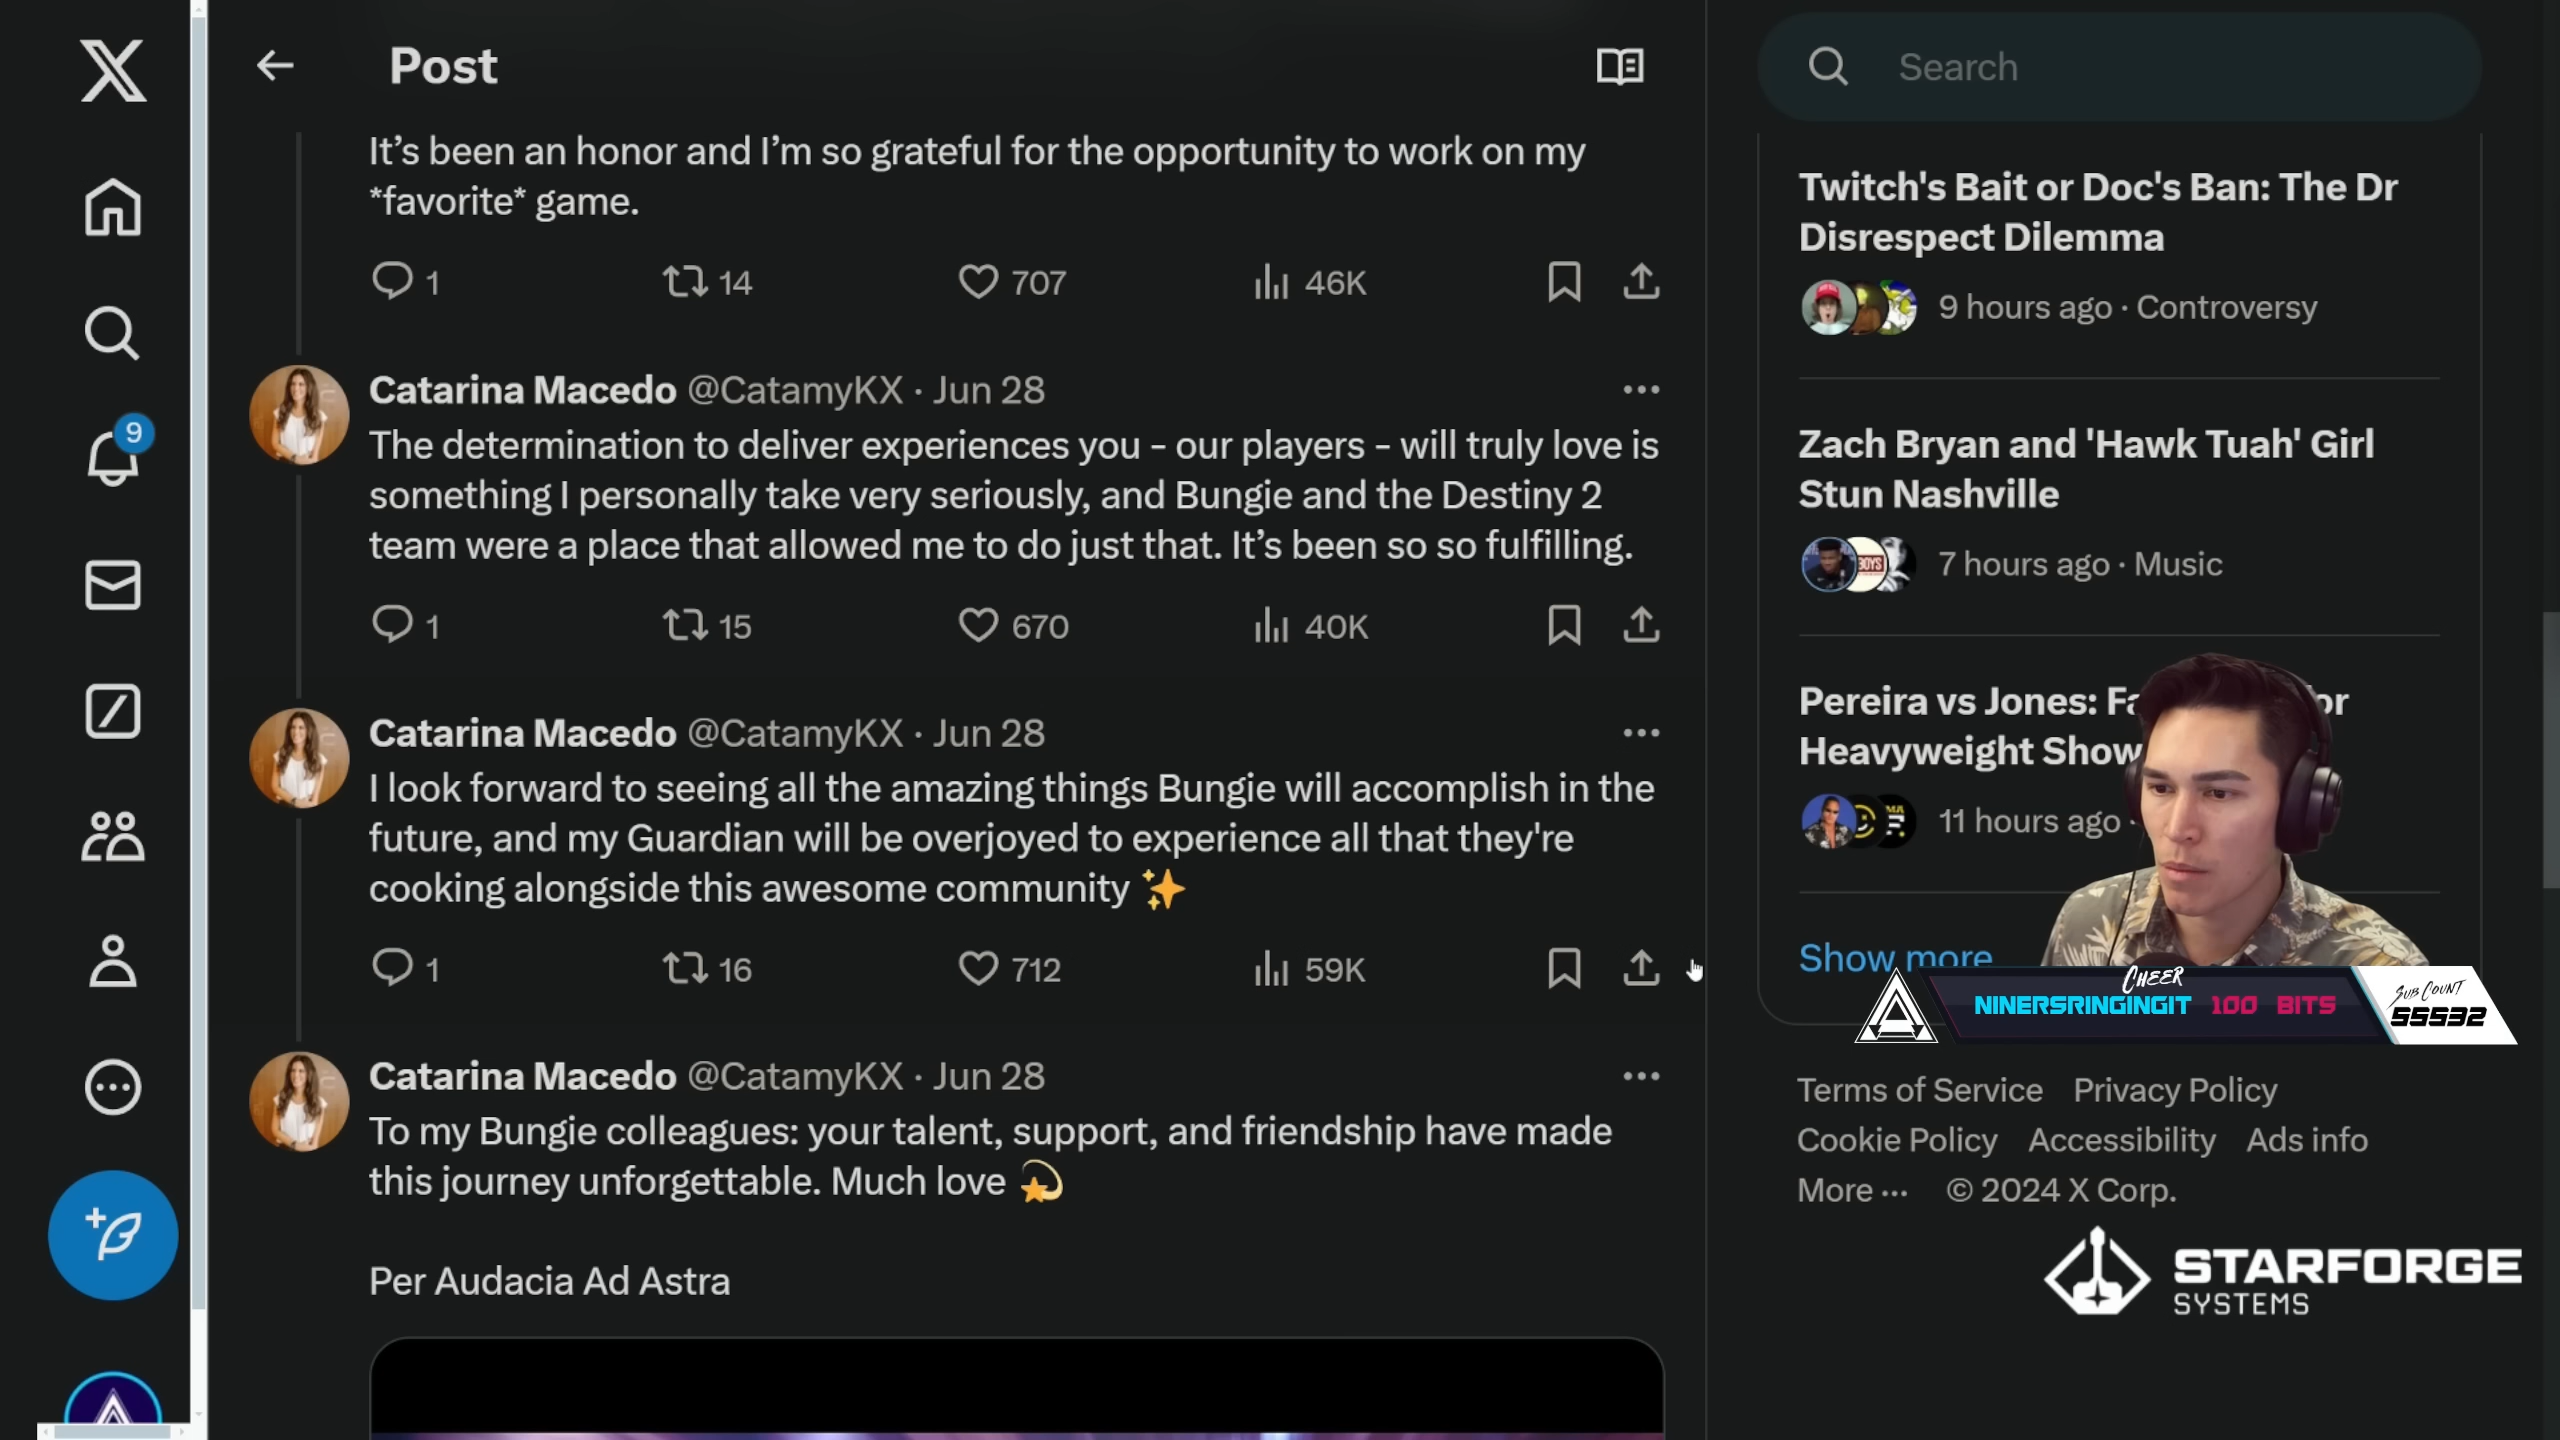 Post
Search
It’s been an honor and I’m so grateful for the opportunity to work on my
*favorite* game.
1 14 707 46K
Catarina Macedo @CatamyKX · Jun 28
The determination to deliver experiences you - our players - will truly love is
something I personally take very seriously, and Bungie and the Destiny 2
team were a place that allowed me to do just that. It’s been so so fulfilling.
1 15 670 40K
Catarina Macedo @CatamyKX · Jun 28
I look forward to seeing all the amazing things Bungie will accomplish in the
future, and my Guardian will be overjoyed to experience all that they're
cooking alongside this awesome community ✨
1 16 712 59K
Catarina Macedo @CatamyKX · Jun 28
To my Bungie colleagues: your talent, support, and friendship have made
this journey unforgettable. Much love 💫
Per Audacia Ad Astra
9
Twitch's Bait or Doc's Ban: The Dr
Disrespect Dilemma
9 hours ago · Controversy
Zach Bryan and 'Hawk Tuah' Girl
Stun Nashville
7 hours ago · Music
Pereira vs Jones:
Heavyweight
11 hours ago ·
Show more
CHEER
NINERSRINGINGIT 100 BITS
SUB COUNT
55532
Terms of Service Privacy Policy
Cookie Policy Accessibility Ads info
More ··· © 2024 X Corp.
STARFORGE
SYSTEMS